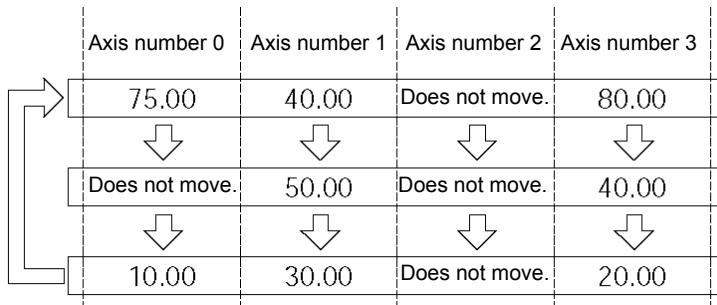 Axis number 0 Axis number 1 Axis number 2 Axis number 3
75.00 40.00 Does not move. 80.00
Does not move. 50.00 Does not move. 40.00
10.00 30.00 Does not move. 20.00